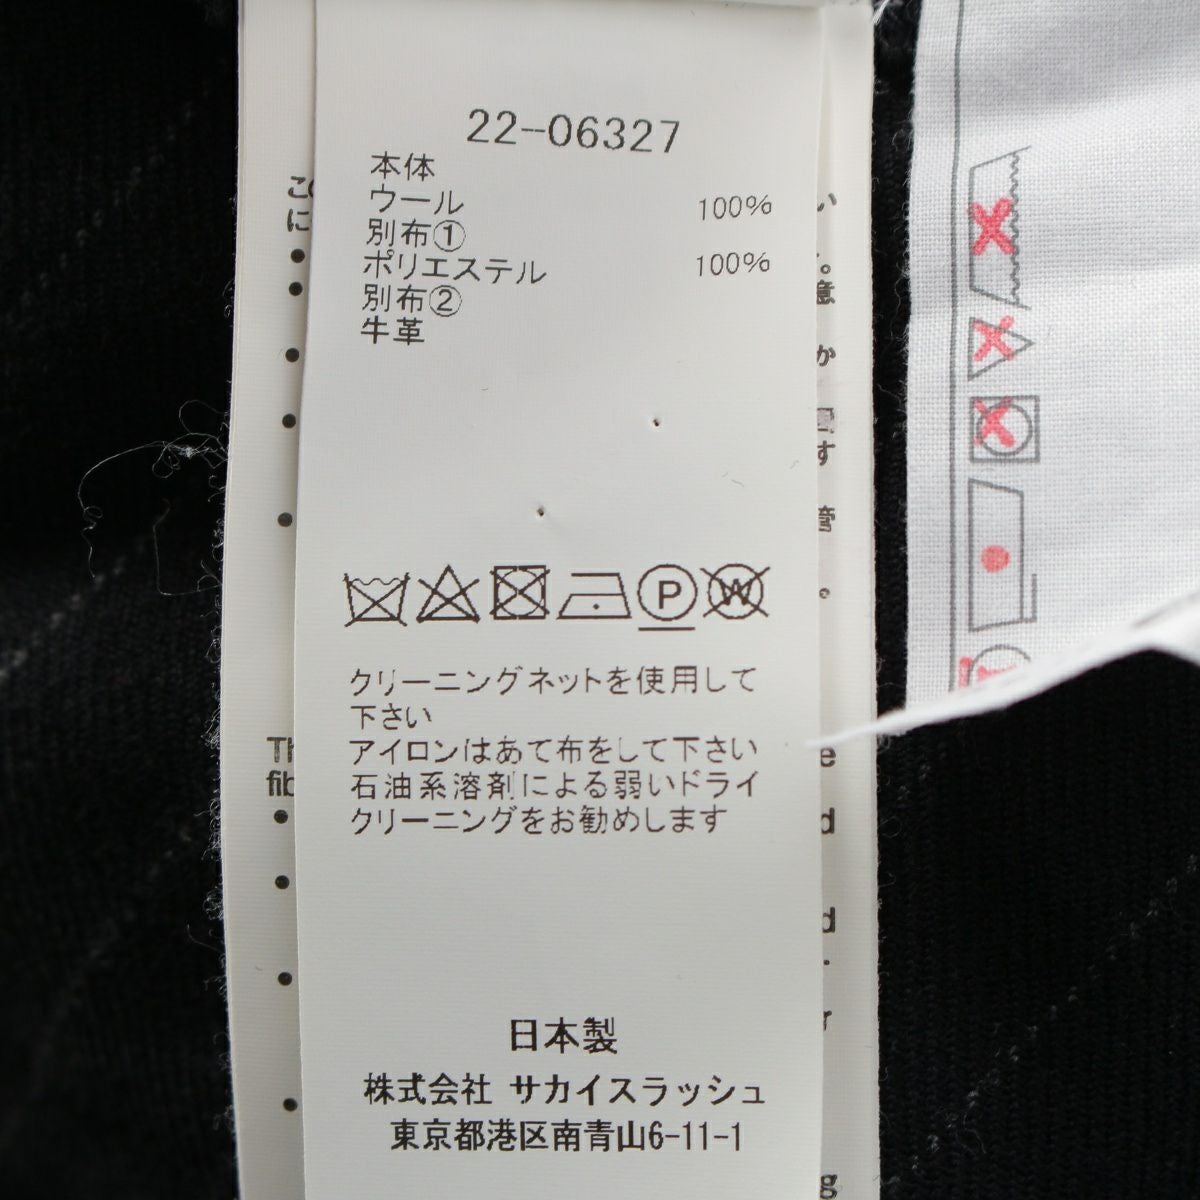 22-06327
本体
ウール 100%
別布①
ポリエステル 100%
別布②
牛革
P
W
クリーニングネットを使用して
下さい
アイロンはあて布をして下さい
石油系溶剤による弱いドライ
クリーニングをお勧めします
日本製
株式会社 サカイスラッシュ
東京都港区南青山6-11-1